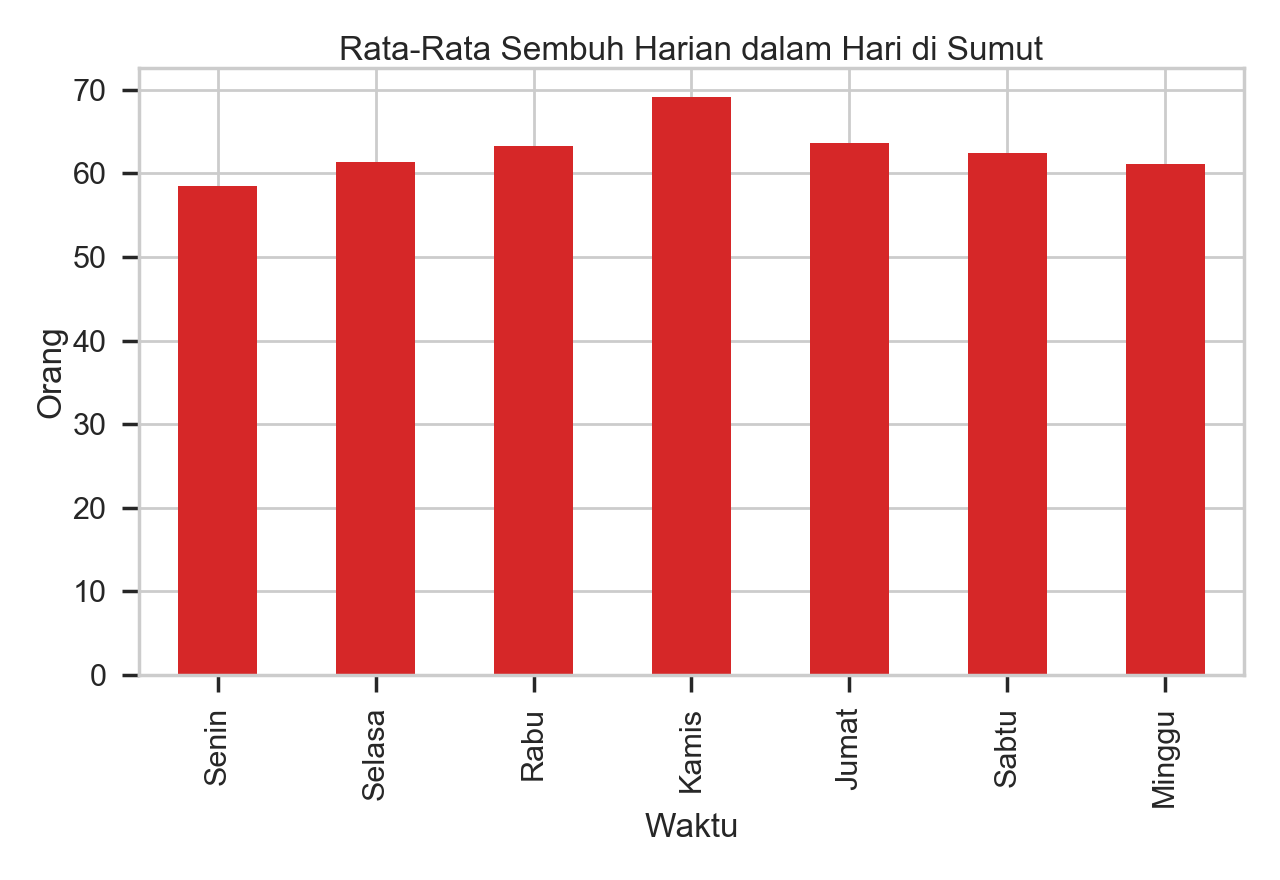 Rata-Rata Sembuh Harian dalam Hari di Sumut
70
60
50
40
30
20
10
0
Orang
Senin
Selasa
Rabu
Kamis
Jumat
Sabtu
Minggu
Waktu